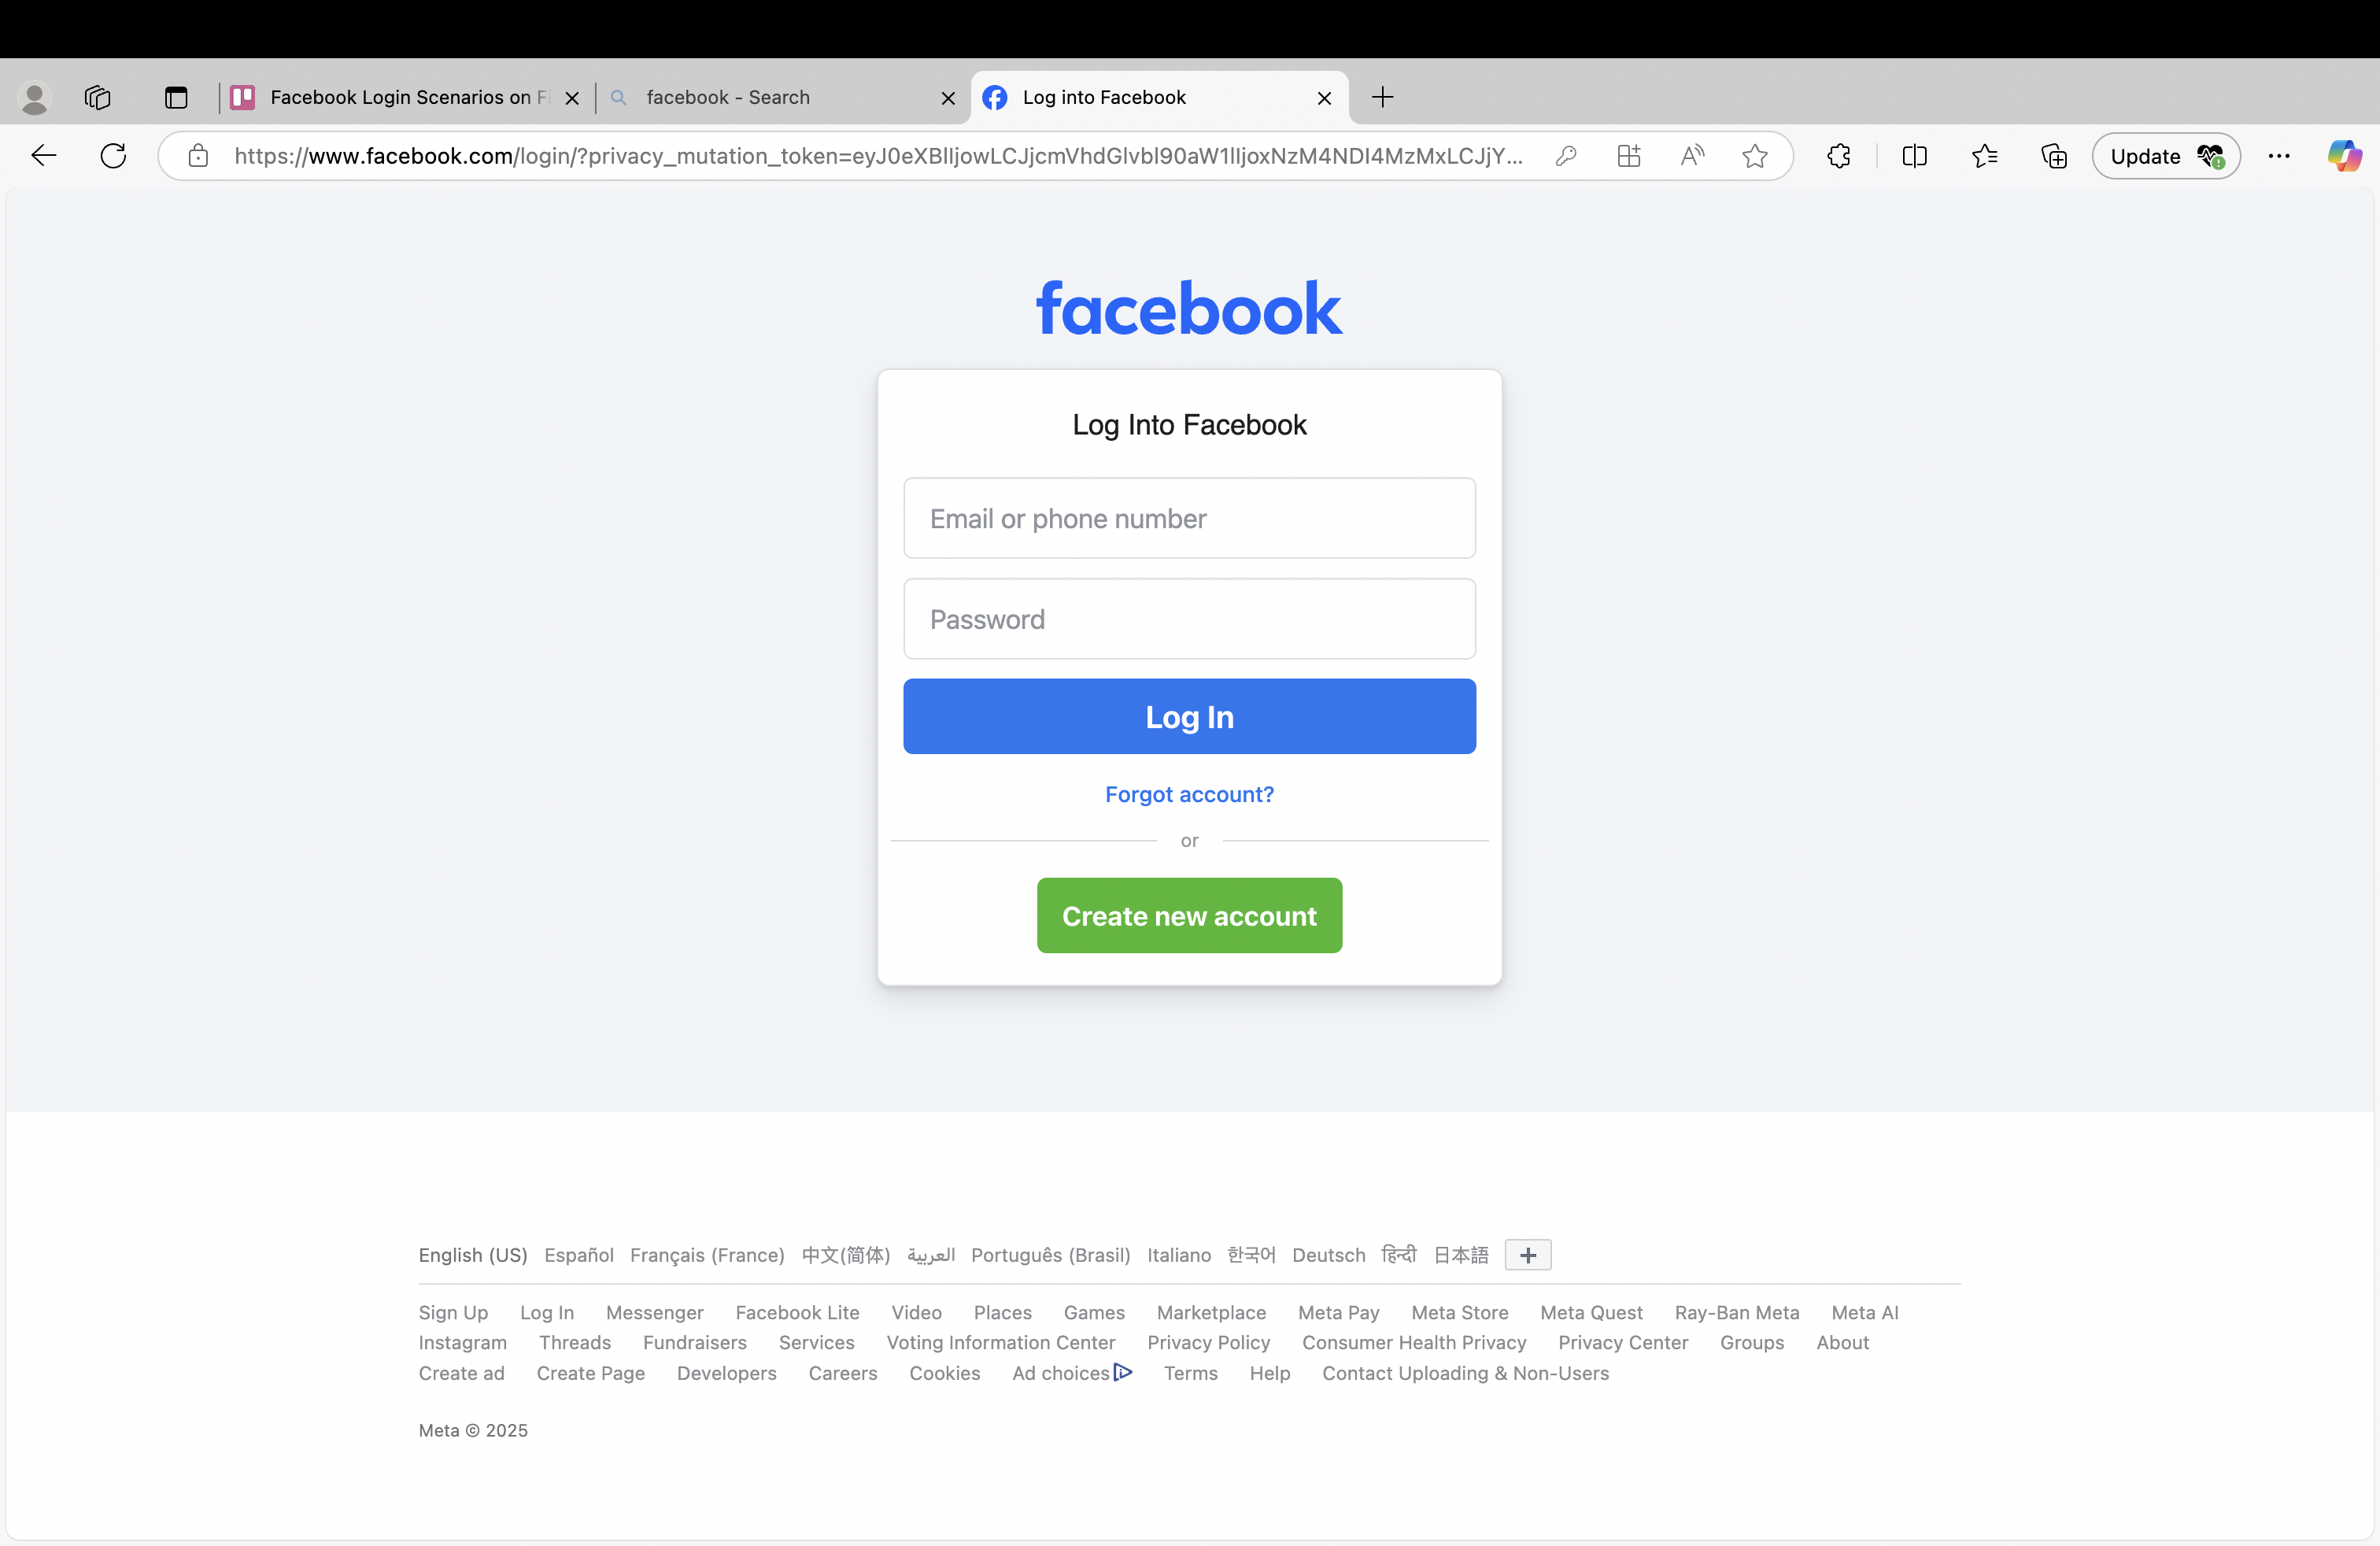 Facebook Login Scenarios on Fi
facebook - Search
Log into Facebook
https://www.facebook.com/login/?privacy_mutation_token=eyJ0eXBlIjowLCJjcmVhdGlvbl90aW1lIjoxNzM4NDI4MzMxLCJjY...
Update
facebook
Log Into Facebook
Email or phone number
Password
Log In
Forgot account?
or
Create new account
English (US) Español Français (France) 中文(简体) العربية Português (Brasil) Italiano 한국어 Deutsch हिन्दी 日本語
Sign Up Log In Messenger Facebook Lite Video Places Games Marketplace Meta Pay Meta Store Meta Quest Ray-Ban Meta Meta AI
Instagram Threads Fundraisers Services Voting Information Center Privacy Policy Consumer Health Privacy Privacy Center Groups About
Create ad Create Page Developers Careers Cookies Ad choices Terms Help Contact Uploading & Non-Users
Meta © 2025